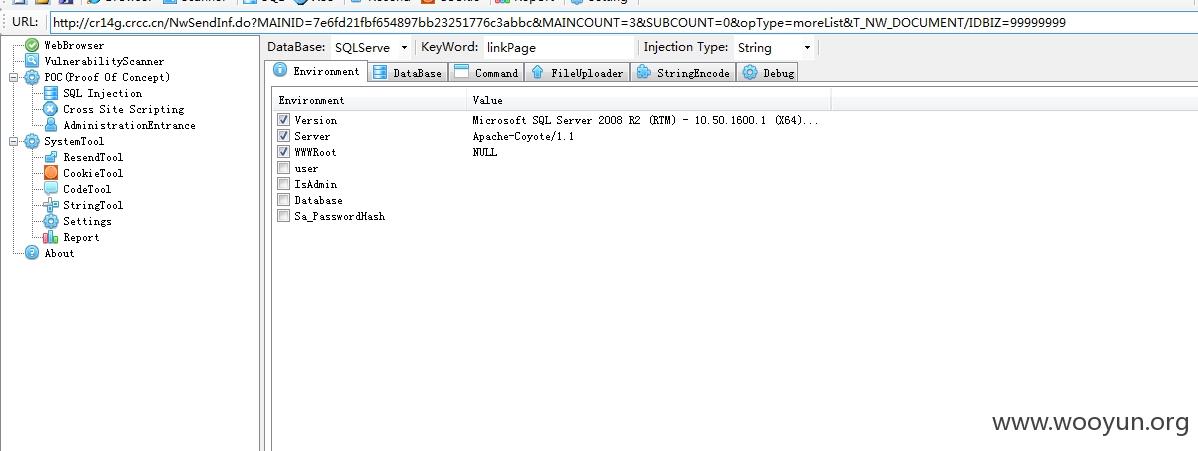 URL: http://cr14g.crcc.cn/NwSendInf.do?MAINID=7e6fd21fbf654897bb23251776c3abbc&MAINCOUNT=3&SUBCOUNT=0&opType=moreList&T_NW_DOCUMENT/IDBIZ=99999999
WebBrowser
VulnerabilityScanner
POC(Proof Of Concept)
SQL Injection
Cross Site Scripting
AdministrationEntrance
SystemTool
ResendTool
CookieTool
CodeTool
StringTool
Settings
Report
About
DataBase: SQLServe KeyWord: linkPage Injection Type: String
Environment DataBase Command FileUploader StringEncode Debug
Environment Value
Version Microsoft SQL Server 2008 R2 (RTM) - 10.50.1600.1 (X64)...
Server Apache-Coyote/1.1
WWWRoot NULL
user
IsAdmin
Database
Sa_PasswordHash
www.wooyun.org